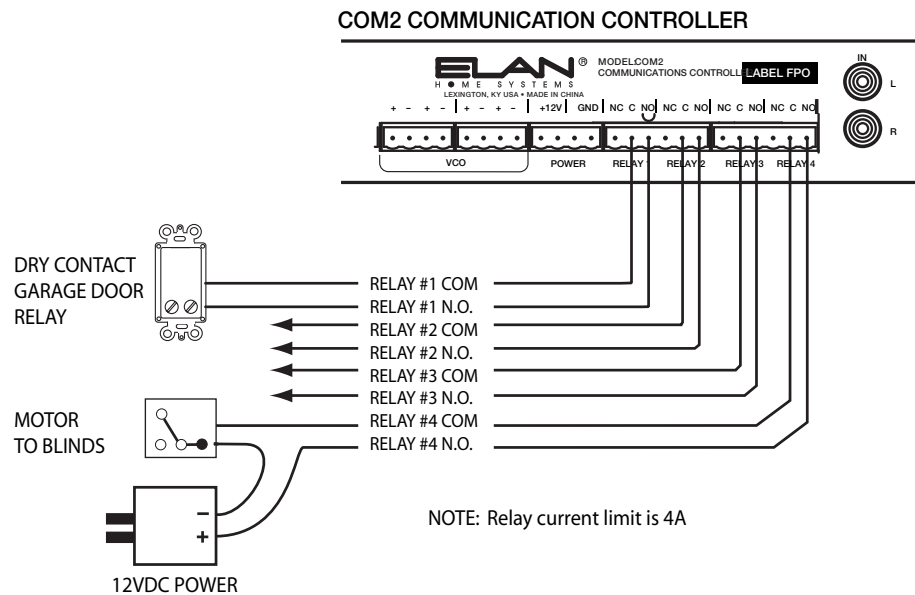 COM2 COMMUNICATION CONTROLLER
ELAN®
HOME SYSTEMS
LEXINGTON, KY USA • MADE IN CHINA
MODEL:COM2
COMMUNICATIONS CONTROLLE
LABEL FPO
IN
L
R
+ - + - + - + - +12V GND NC C NO NC C NO NC C NO NC C NO
VCO POWER RELAY 1 RELAY 2 RELAY 3 RELAY 4
DRY CONTACT
GARAGE DOOR
RELAY
RELAY #1 COM
RELAY #1 N.O.
RELAY #2 COM
RELAY #2 N.O.
RELAY #3 COM
RELAY #3 N.O.
RELAY #4 COM
RELAY #4 N.O.
MOTOR
TO BLINDS
–
+
12VDC POWER
NOTE: Relay current limit is 4A